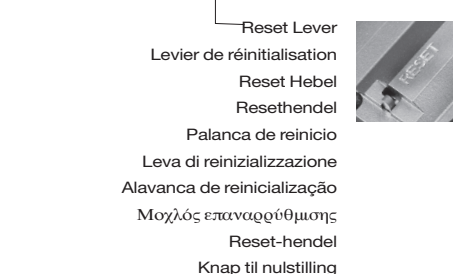 Reset Lever
RESET
Levier de réinitialisation
Reset Hebel
Resethendel
Palanca de reinicio
Leva di reinizializzazione
Alavanca de reinicialização
Μοχλός επαναρρύθμισης
Reset-hendel
Knap til nulstilling